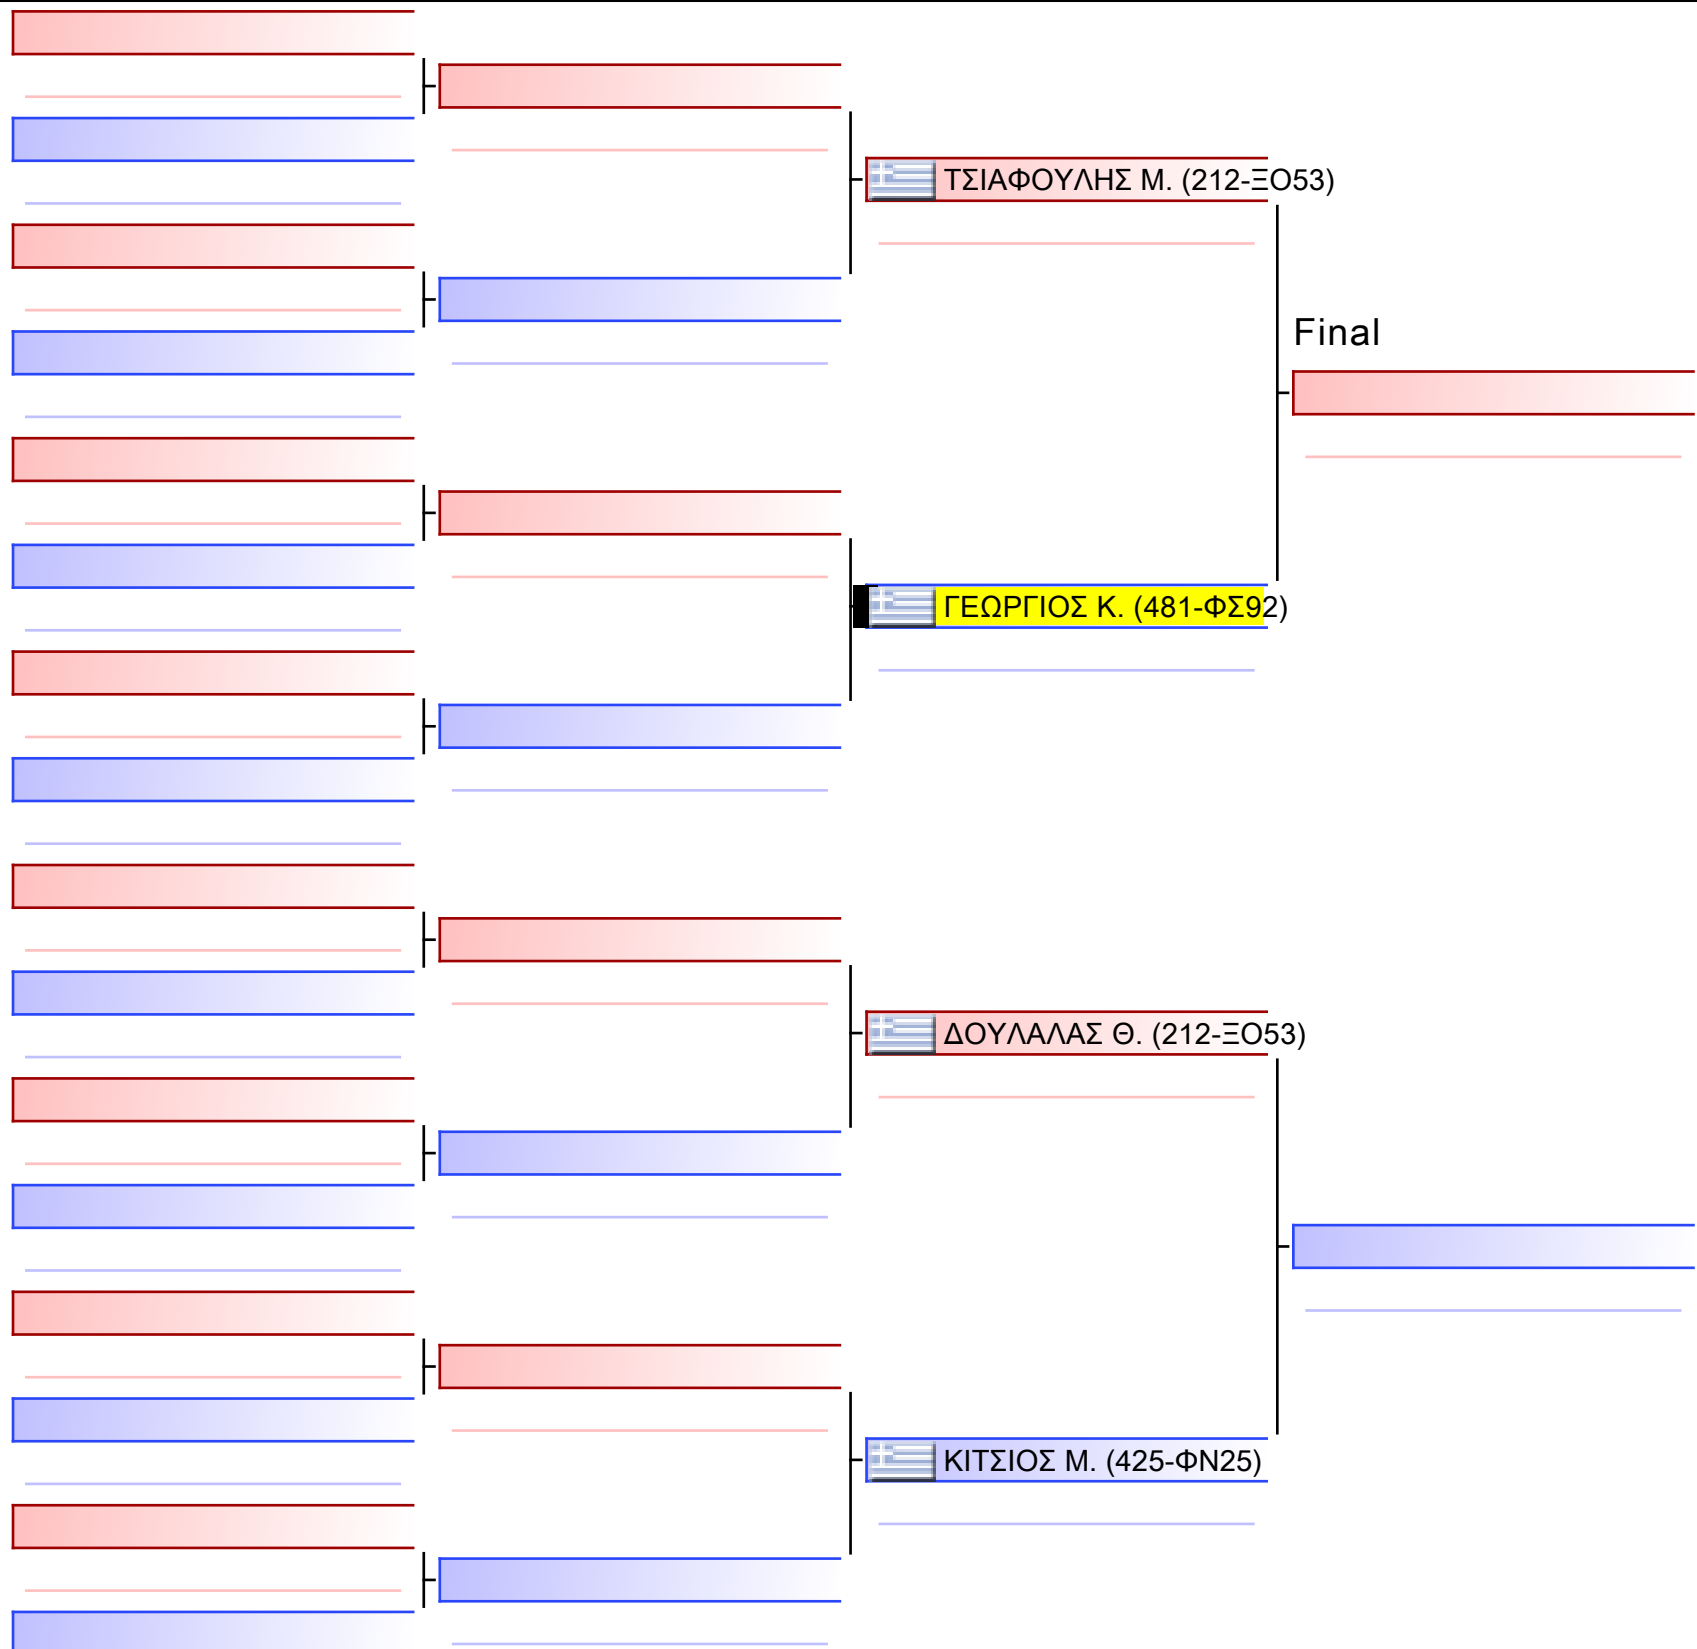 ΤΣΙΑΦΟΥΛΗΣ Μ. (212-ΞΟ53)
Final
ΓΕΩΡΓΙΟΣ Κ. (481-ΦΣ92)
ΔΟΥΛΑΛΑΣ Θ. (212-ΞΟ53)
ΚΙΤΣΙΟΣ Μ. (425-ΦΝ25)